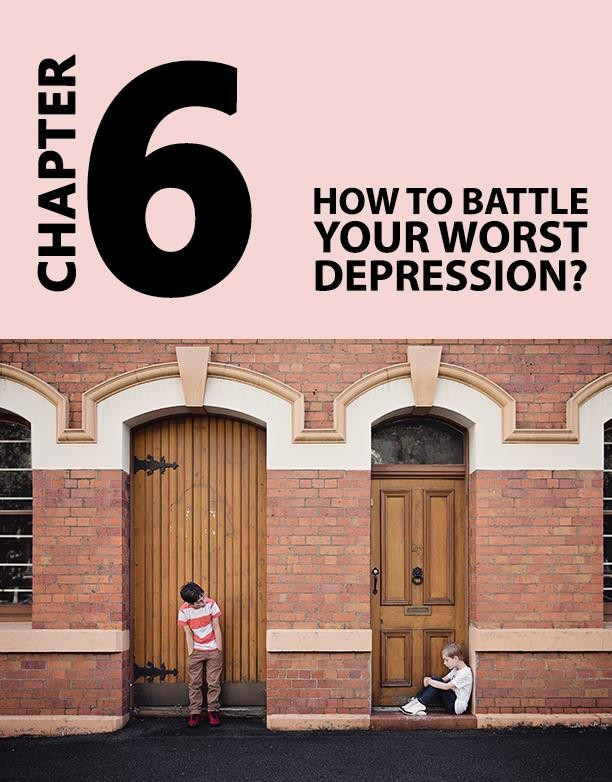 CHAPTER
6
HOW TO BATTLE
YOUR WORST
DEPRESSION?